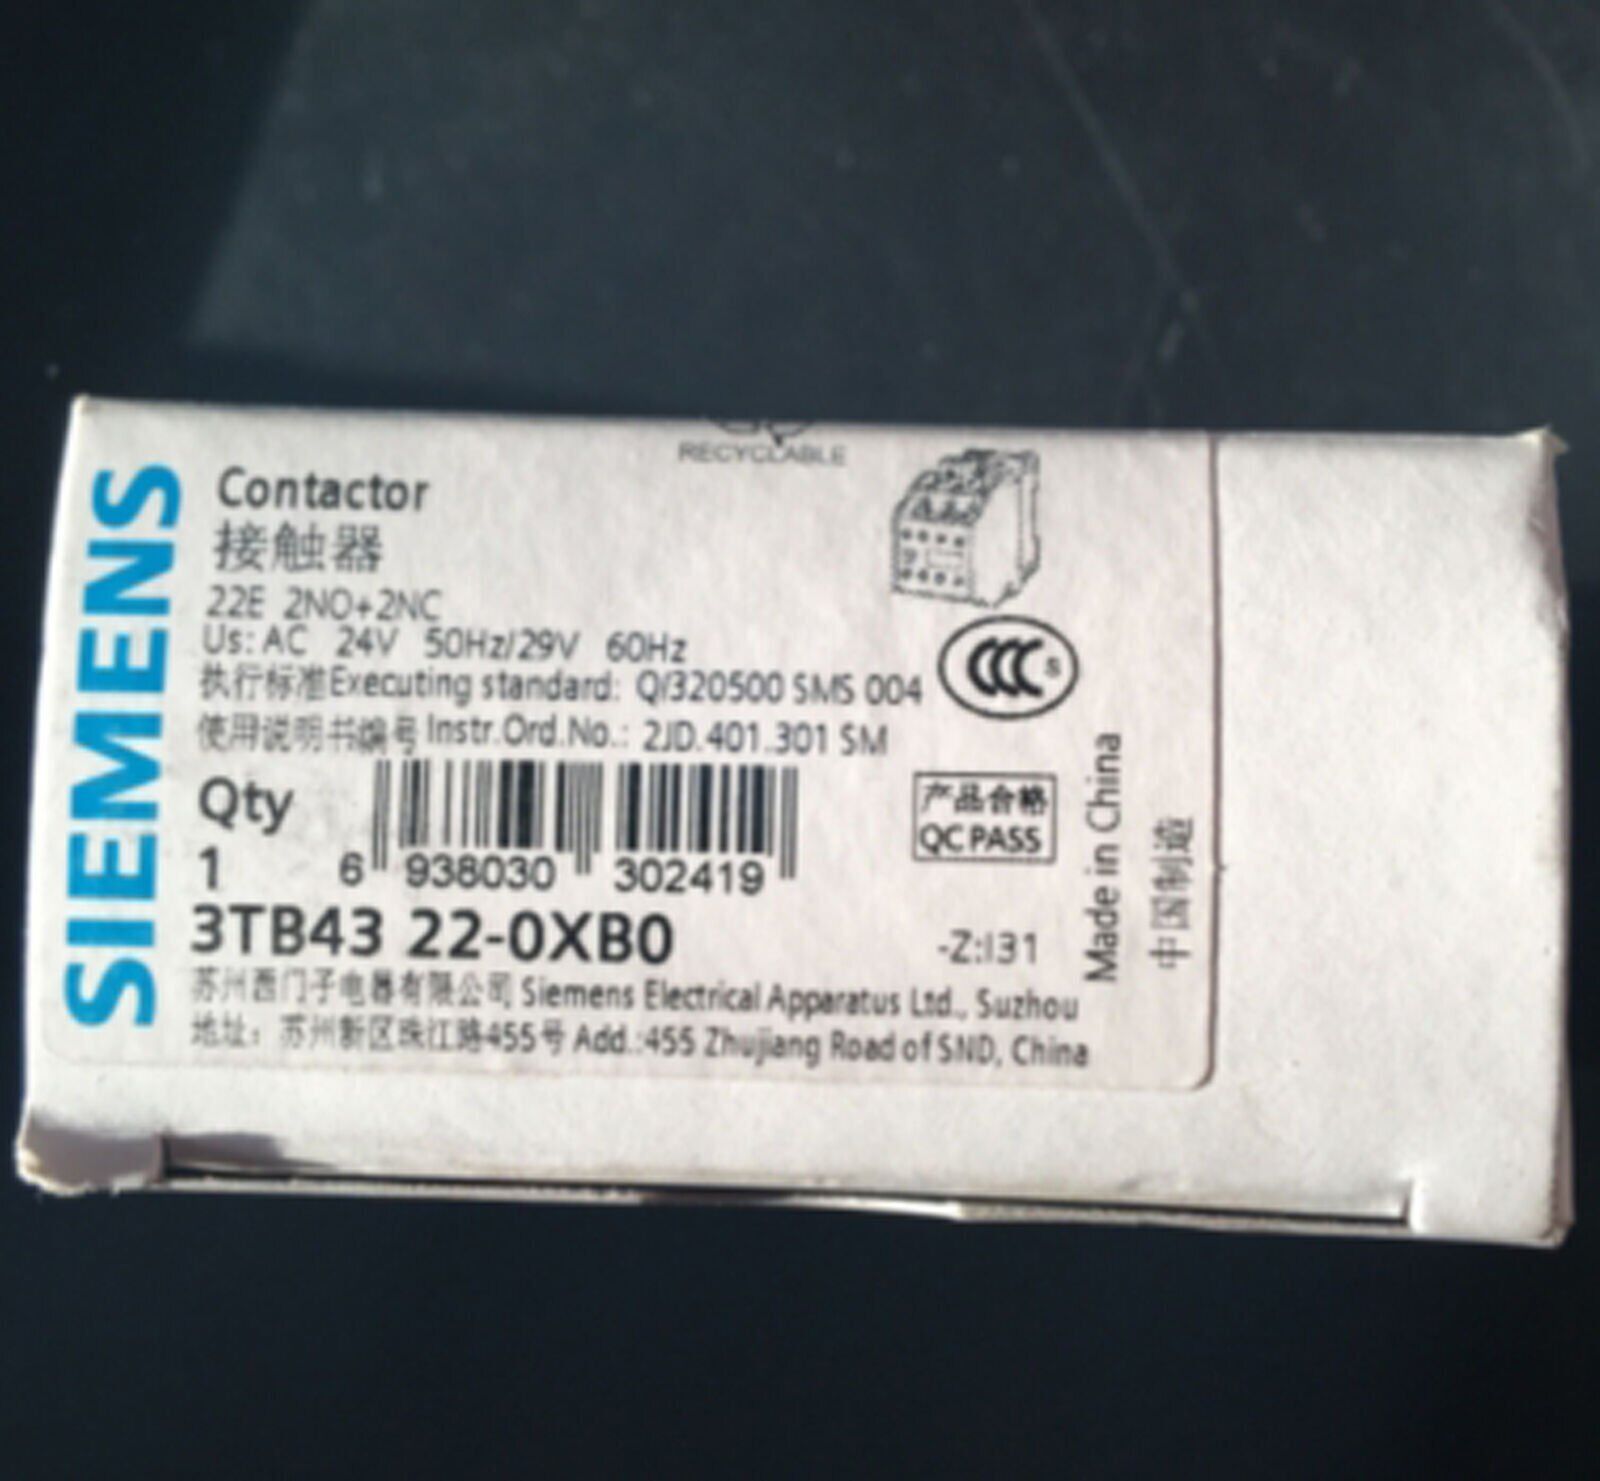 RECYCLABLE
SIEMENS
Contactor
接触器
22E 2NO+2NC
Us: AC 24V 50Hz/29V 60Hz
执行标准Executing standard: Q/320500 SMS 004
使用说明书编号 Instr.Ord.No.: 2JD.401.301 SM
CCC S
Qty
1
6 938030 302419
产品合格
QC PASS
Made in China
中国制造
3TB43 22-0XB0
-Z:I31
苏州西门子电器有限公司 Siemens Electrical Apparatus Ltd., Suzhou
地址：苏州新区珠江路455号 Add.:455 Zhujiang Road of SND, China